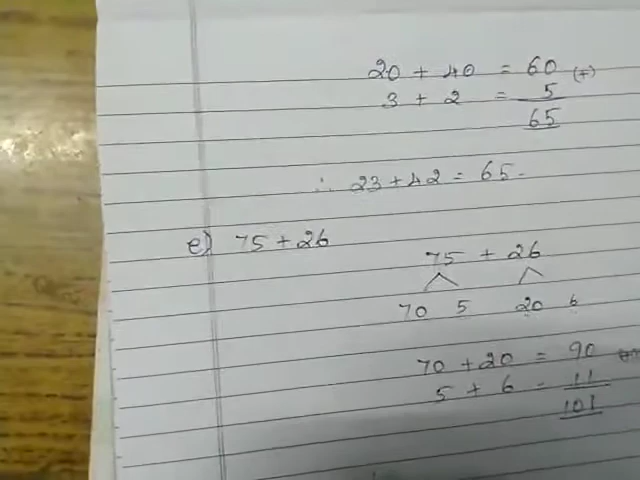 20 + 40 = 60 (+)
3 + 2 = 5
65
∴ 23 + 42 = 65.
e) 75 + 26
75 + 26
70 5 20 6
70 + 20 = 90
5 + 6 = 11
101